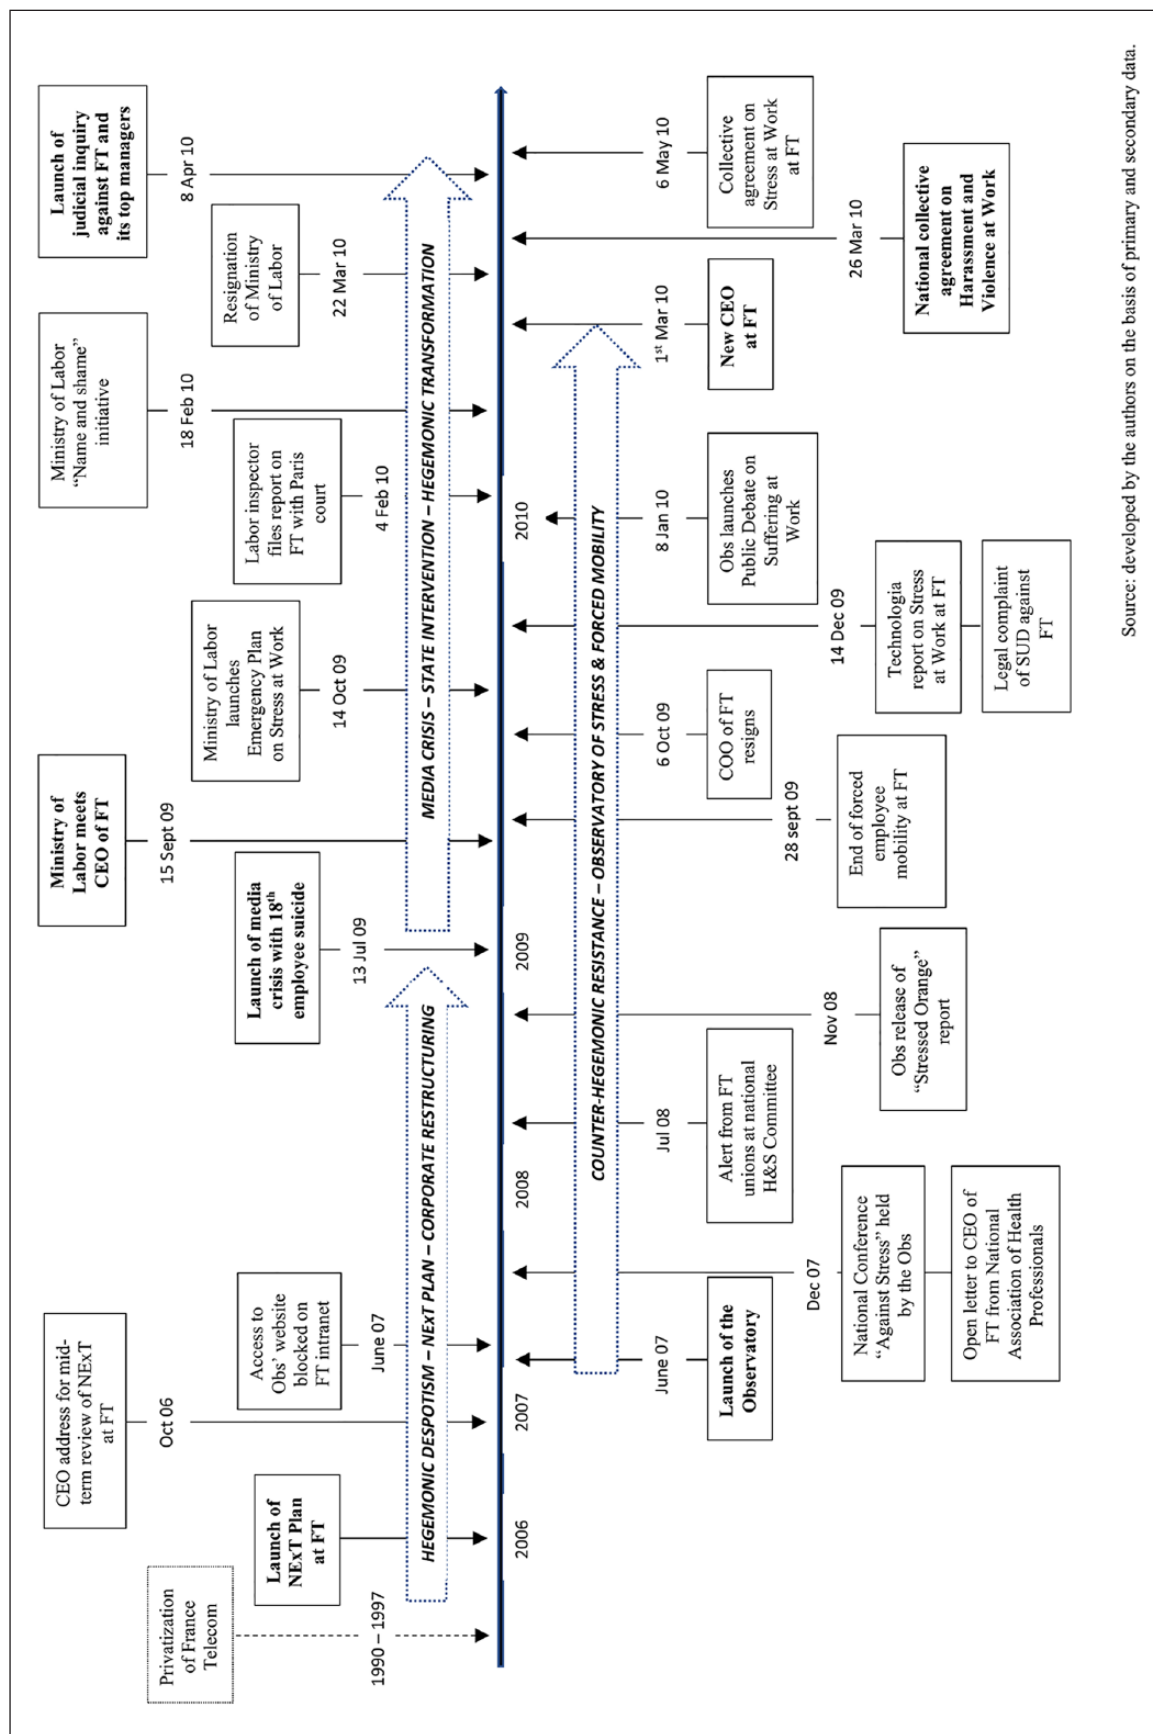 Privatization
of France
Telecom
1990 – 1997
Launch of
NExT Plan
at FT
CEO address for mid-
term review of NExT
at FT
Oct 06
Access to
Obs’ website
blocked on
FT intranet
June 07
Launch of media
crisis with 18th
employee suicide
13 Jul 09
Ministry of
Labor meets
CEO of FT
15 Sept 09
Ministry of Labor
launches
Emergency Plan
on Stress at Work
14 Oct 09
Labor inspector
files report on
FT with Paris
court
4 Feb 10
Ministry of Labor
“Name and shame”
initiative
18 Feb 10
Resignation
of Ministry
of Labor
22 Mar 10
Launch of
judicial inquiry
against FT and
its top managers
8 Apr 10
HEGEMONIC DESPOTISM – NExT PLAN – CORPORATE RESTRUCTURING
MEDIA CRISIS – STATE INTERVENTION – HEGEMONIC TRANSFORMATION
2006
2007
2008
2009
2010
COUNTER-HEGEMONIC RESISTANCE – OBSERVATORY OF STRESS & FORCED MOBILITY
June 07
Launch of the
Observatory
Dec 07
National Conference
“Against Stress” held
by the Obs
Open letter to CEO of
FT from National
Association of Health
Professionals
Jul 08
Alert from FT
unions at national
H&S Committee
Nov 08
Obs release of
“Stressed Orange”
report
28 sept 09
End of forced
employee
mobility at FT
6 Oct 09
COO of FT
resigns
14 Dec 09
Technologia
report on Stress
at Work at FT
Legal complaint
of SUD against
FT
8 Jan 10
Obs launches
Public Debate on
Suffering at
Work
1st Mar 10
New CEO
at FT
26 Mar 10
National collective
agreement on
Harassment and
Violence at Work
6 May 10
Collective
agreement on
Stress at Work
at FT
Source: developed by the authors on the basis of primary and secondary data.